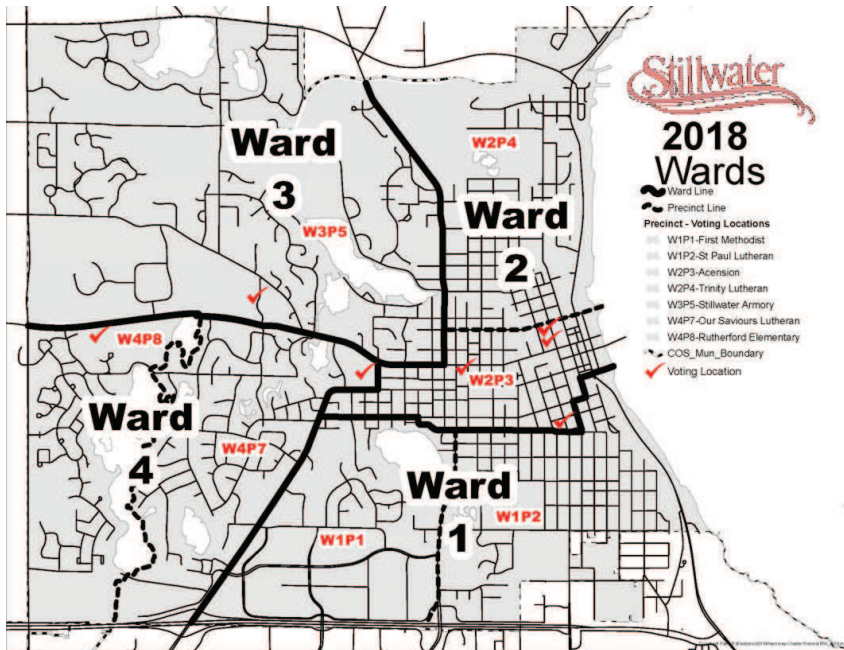 Stillwater
2018
Wards
Ward Line
Precinct Line
Precinct - Voting Locations
W1P1-First Methodist
W1P2-St Paul Lutheran
W2P3-Acension
W2P4-Trinity Lutheran
W3P5-Stillwater Armory
W4P7-Our Saviours Lutheran
W4P8-Rutherford Elementary
COS_Mun_Boundary
Voting Location
Ward
3
W2P4
Ward
2
W3P5
W4P8
W2P3
Ward
4
W4P7
Ward
1
W1P2
W1P1